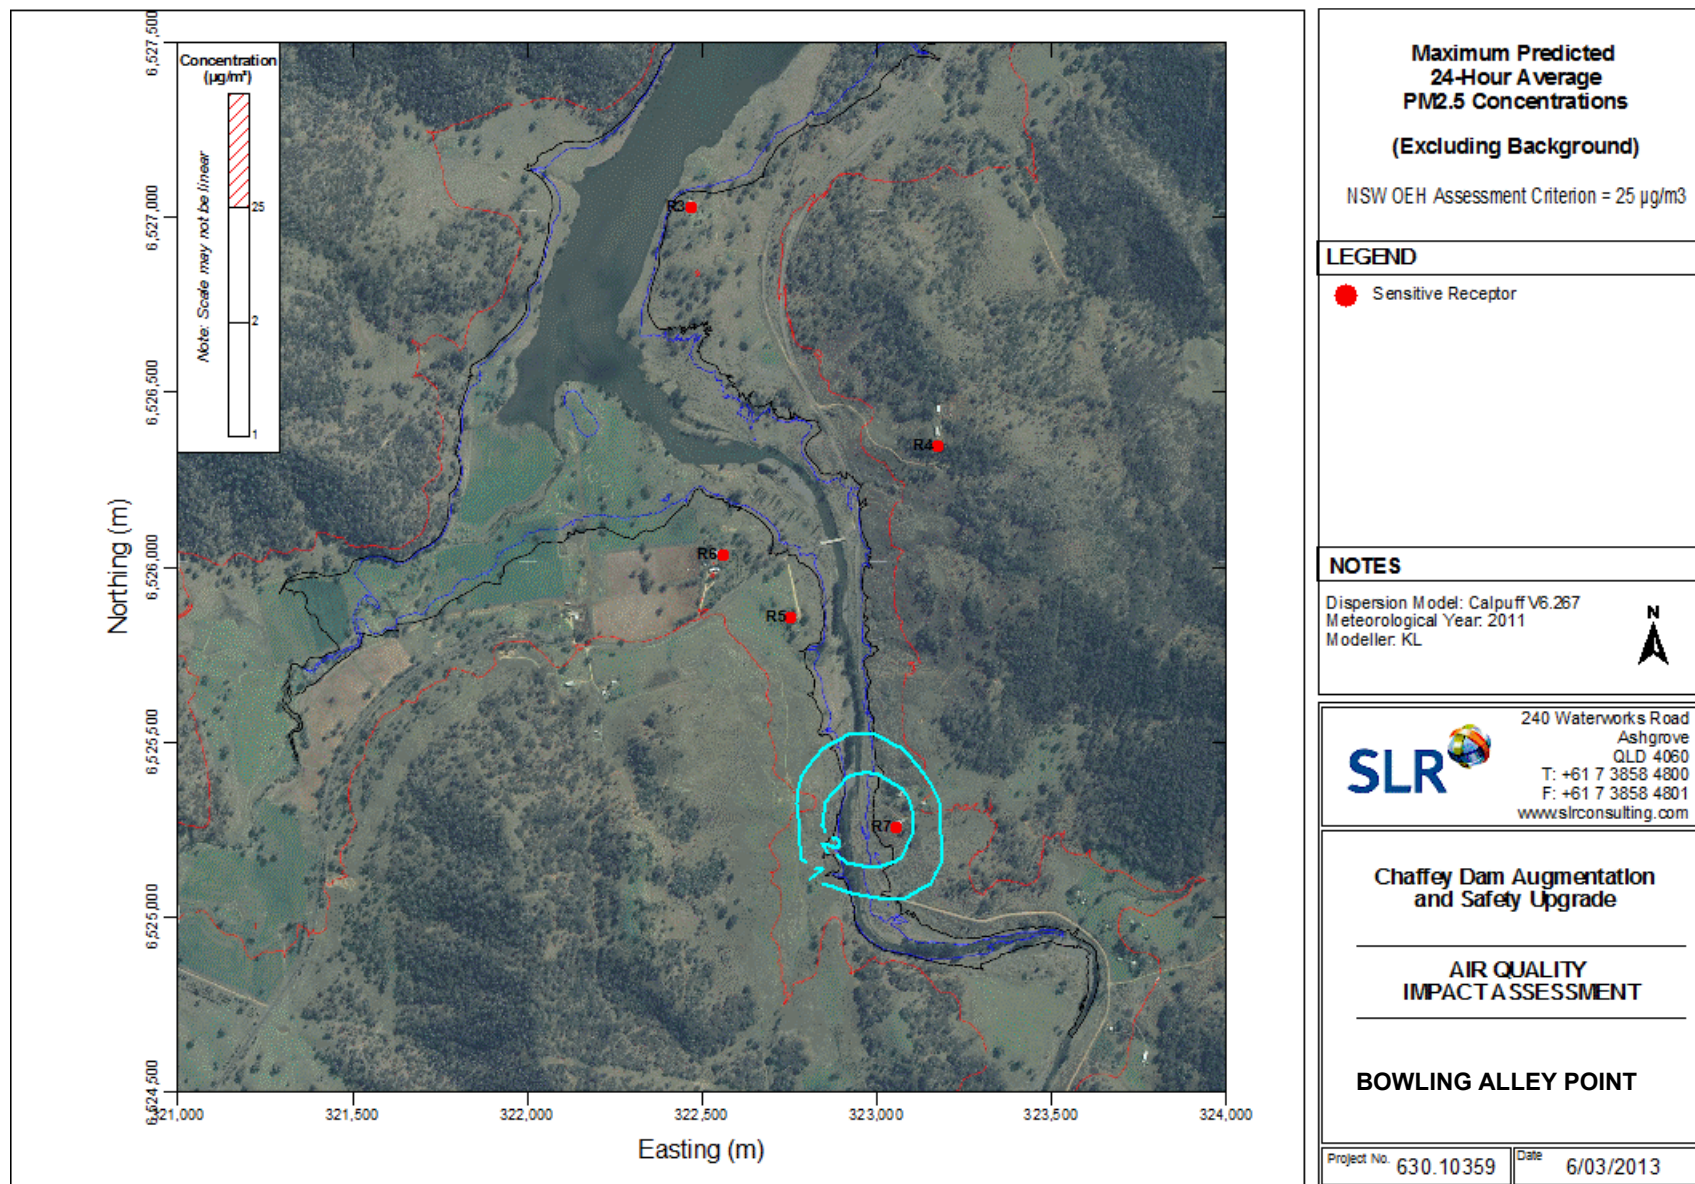 Concentration
(µg/m³)
25
2
1
Note: Scale may not be linear
6,527,500
6,527,000
6,526,500
6,526,000
6,525,500
6,525,000
6,524,500
Northing (m)
R3
R4
R6
R5
R7
2
1
321,000
321,500
322,000
322,500
323,000
323,500
324,000
Easting (m)
Maximum Predicted
24-Hour Average
PM2.5 Concentrations
(Excluding Background)
NSW OEH Assessment Criterion = 25 µg/m3
LEGEND
Sensitive Receptor
NOTES
Dispersion Model: Calpuff V6.267
Meteorological Year: 2011
Modeller: KL
N
SLR
240 Waterworks Road
Ashgrove
QLD 4060
T: +61 7 3858 4800
F: +61 7 3858 4801
www.slrconsulting.com
Chaffey Dam Augmentation
and Safety Upgrade
AIR QUALITY
IMPACT ASSESSMENT
BOWLING ALLEY POINT
Project No. 630.10359
Date 6/03/2013